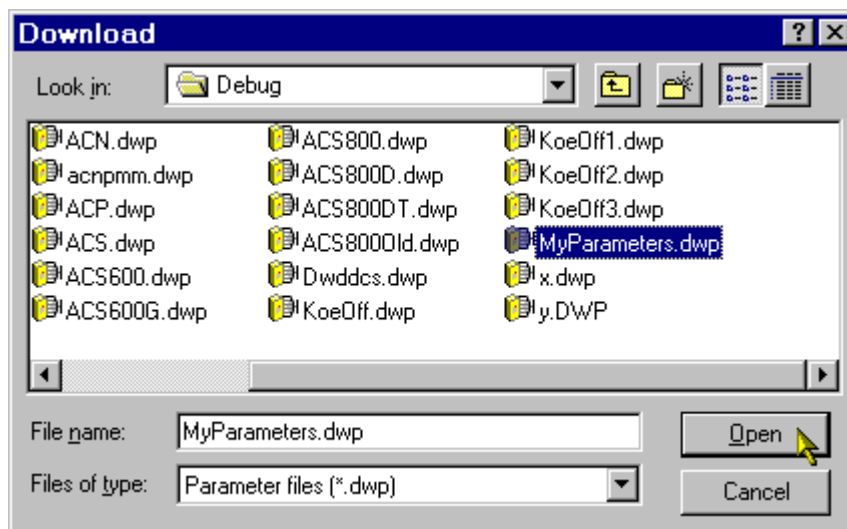 Download
Look in: Debug
ACN.dwp ACS800.dwp KoeOff1.dwp
acnpmm.dwp ACS800D.dwp KoeOff2.dwp
ACP.dwp ACS800DT.dwp KoeOff3.dwp
ACS.dwp ACS800Old.dwp MyParameters.dwp
ACS600.dwp Dwddcs.dwp x.dwp
ACS600G.dwp KoeOff.dwp y.DWP
File name: MyParameters.dwp Open
Files of type: Parameter files (*.dwp) Cancel